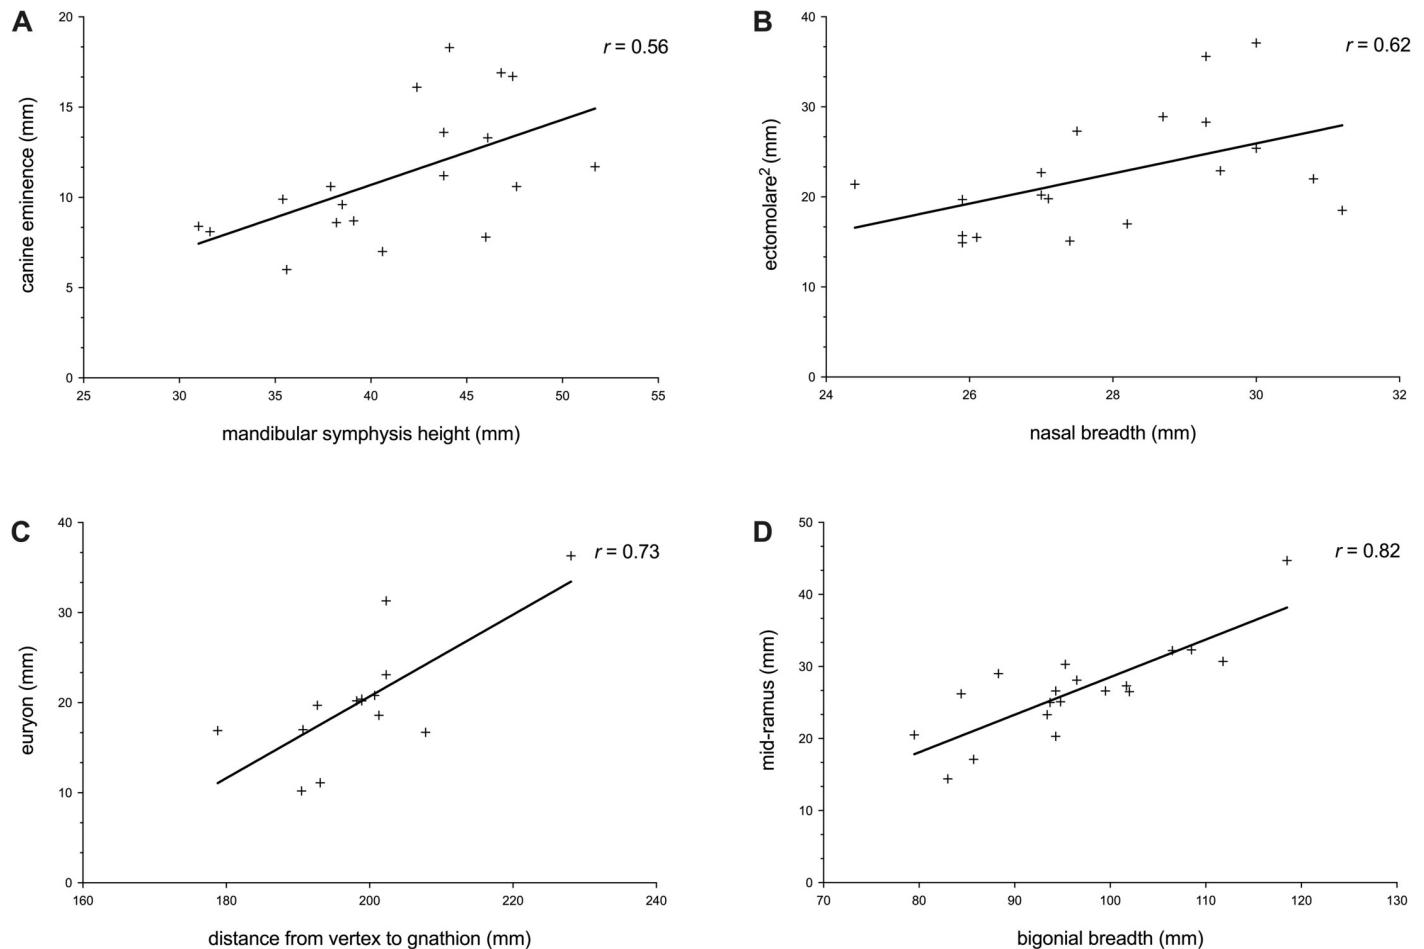 A
r = 0.56
20
15
10
5
0
canine eminence (mm)
25 30 35 40 45 50 55
mandibular symphysis height (mm)
B
r = 0.62
40
30
20
10
0
ectomolare² (mm)
24 26 28 30 32
nasal breadth (mm)
C
r = 0.73
40
30
20
10
0
euryon (mm)
160 180 200 220 240
distance from vertex to gnathion (mm)
D
r = 0.82
50
40
30
20
10
0
mid-ramus (mm)
70 80 90 100 110 120 130
bigonial breadth (mm)